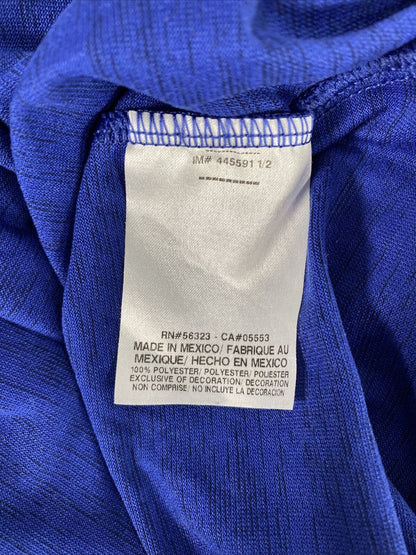 IM# 445591 1/2
RN#56323 - CA#05553
MADE IN MEXICO/ FABRIQUE AU
MEXIQUE/ HECHO EN MEXICO
100% POLYESTER/ POLYESTER/ POLIESTER
EXCLUSIVE OF DECORATION/ DECORATION
NON COMPRISE/ NO INCLUYE LA DECORACIÓN